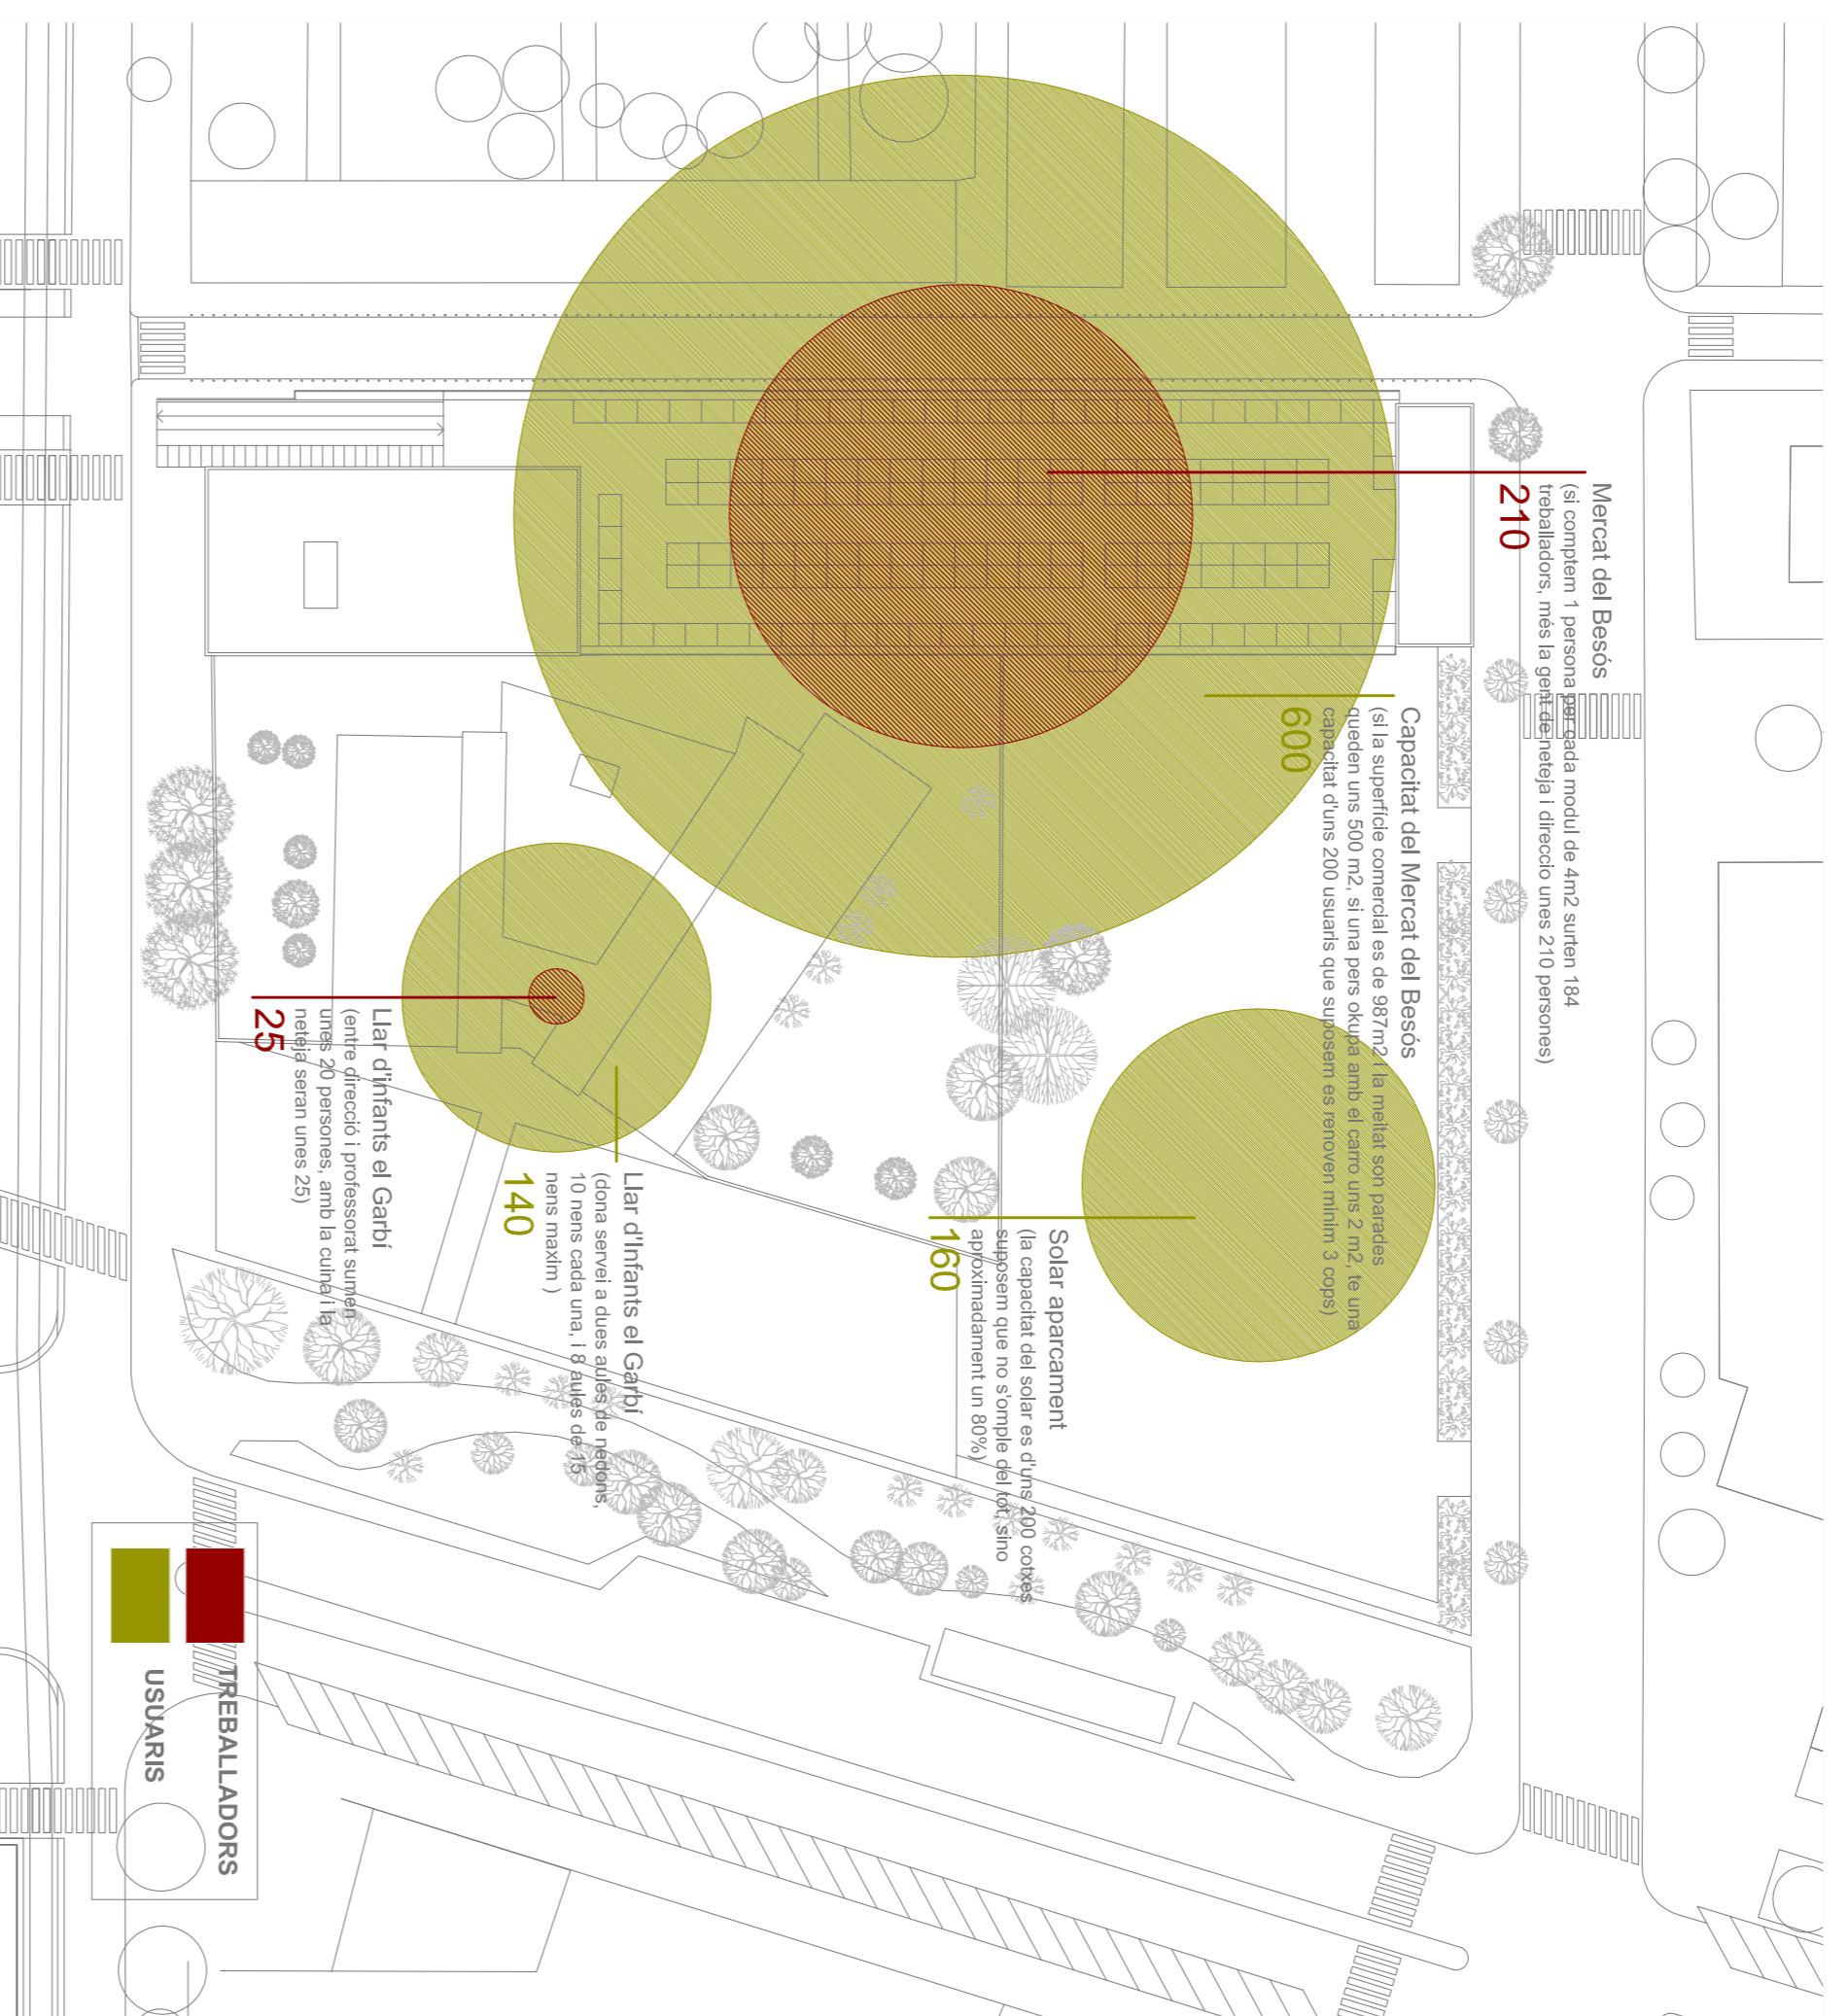 Mercat del Besós
(si comptem 1 persona per cada modul de 4m2 surten 184
treballadors, més la gent de neteja i direccio unes 210 persones)
210
Capacitat del Mercat del Besós
(si la superfície comercial es de 987m2 i la meitat son parades
queden uns 500 m2, si una pers okupa amb el carro uns 2 m2, te una
capacitat d'uns 200 usuaris que suposem es renoven minim 3 cops)
600
Solar aparcament
(la capacitat del solar es d'uns 200 cotxes
suposem que no s'omple del tot, sino
aproximadament un 80%)
160
Llar d'Infants el Garbí
(dona servei a dues aules de nedons,
10 nens cada una, i 8 aules de 15
nens maxim )
140
Llar d'infants el Garbí
(entre direcció i professorat sumen
unes 20 persones, amb la cuina i la
neteja seran unes 25)
25
TREBALLADORS
USUARIS